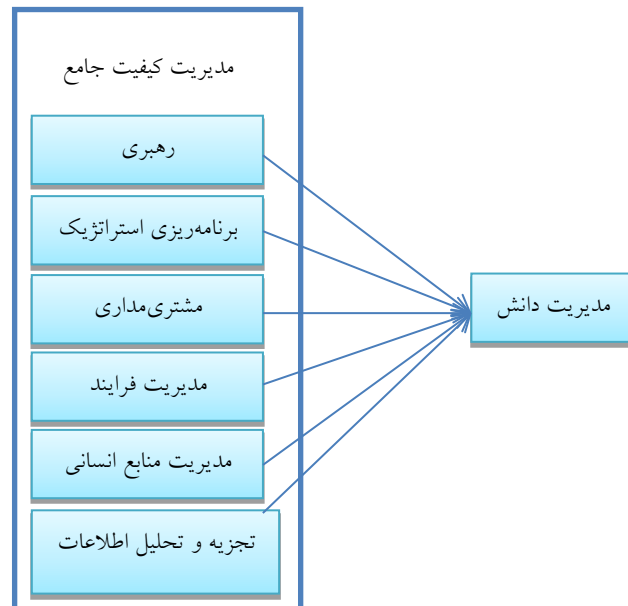 مدیریت کیفیت جامع
رهبری
برنامه‌ریزی استراتژیک
مشتری‌مداری
مدیریت دانش
مدیریت فرایند
مدیریت منابع انسانی
تجزیه و تحلیل اطلاعات